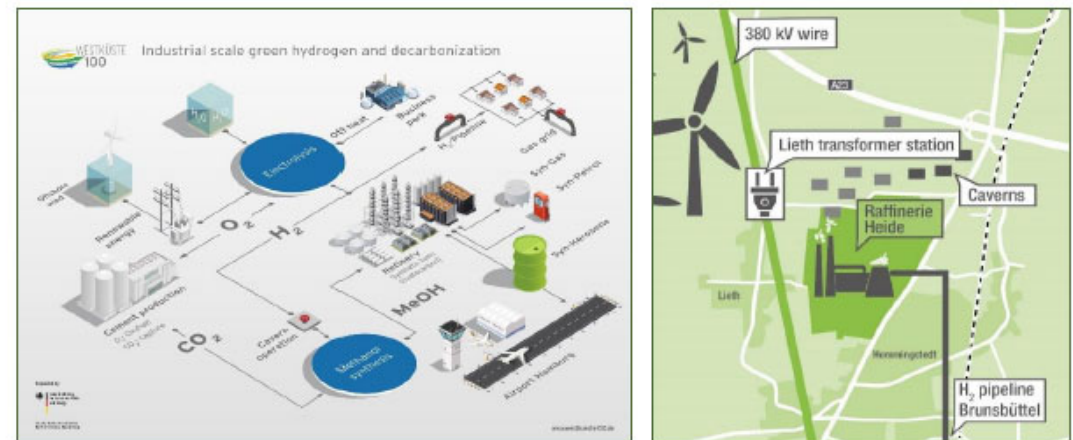 WESTKÜSTE
100
Industrial scale green hydrogen and decarbonization
Electrolysis
Off heat
Business
park
H₂/Pipeline
Gas grid
Offshore
wind
Renewable
energy
O₂
H₂
Refinery
Syn-Gas
Syn-Petrol
Syn-Kerosene
Cement production
CO₂
Cavern
operation
MeOH
Methanol
synthesis
Airport Hamburg
380 kV wire
A23
Lieth transformer station
Caverns
Raffinerie
Heide
Lieth
Hemmingstedt
H₂ pipeline
Brunsbüttel